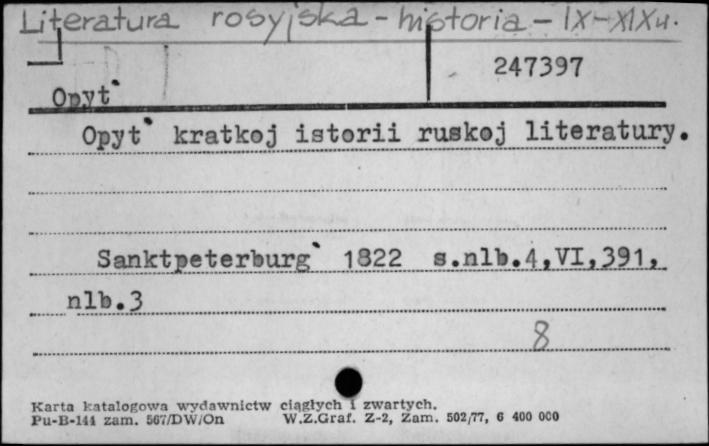 Literatura rosyjska - historia - IX-XIXw.
247397
Opyt`
Opyt` kratkoj istorii ruskoj literatury.
Sanktpeterburg` 1822 s.nlb.4,VI,391,
nlb.3
8
Karta katalogowa wydawnictw ciągłych i zwartych.
Pu-B-144 zam. 567/DW/On W.Z.Graf. Z-2, Zam. 502/77, 6 400 000